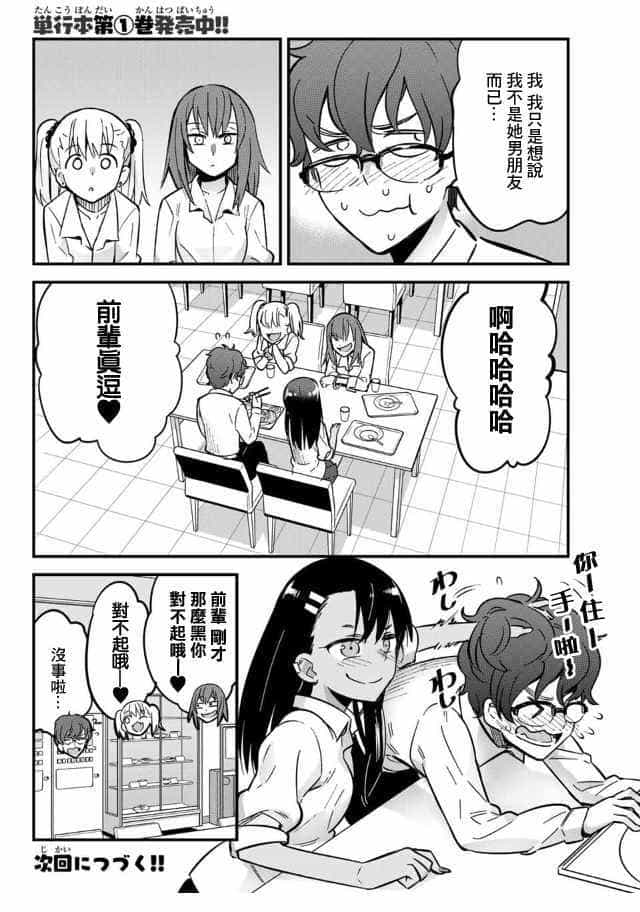 たんこうぼんだい かんはつばいちゅう
単行本第①巻発売中!!
我 我只是想說
我不是她男朋友
而已…
啊哈哈哈哈
前輩眞逗♥
你ー住ー
手ー啦!
わし
わし
前輩 剛才
那麼黑你
對不起哦—♥
對不起哦—♥
沒事啦…
じかい
次回につづく!!